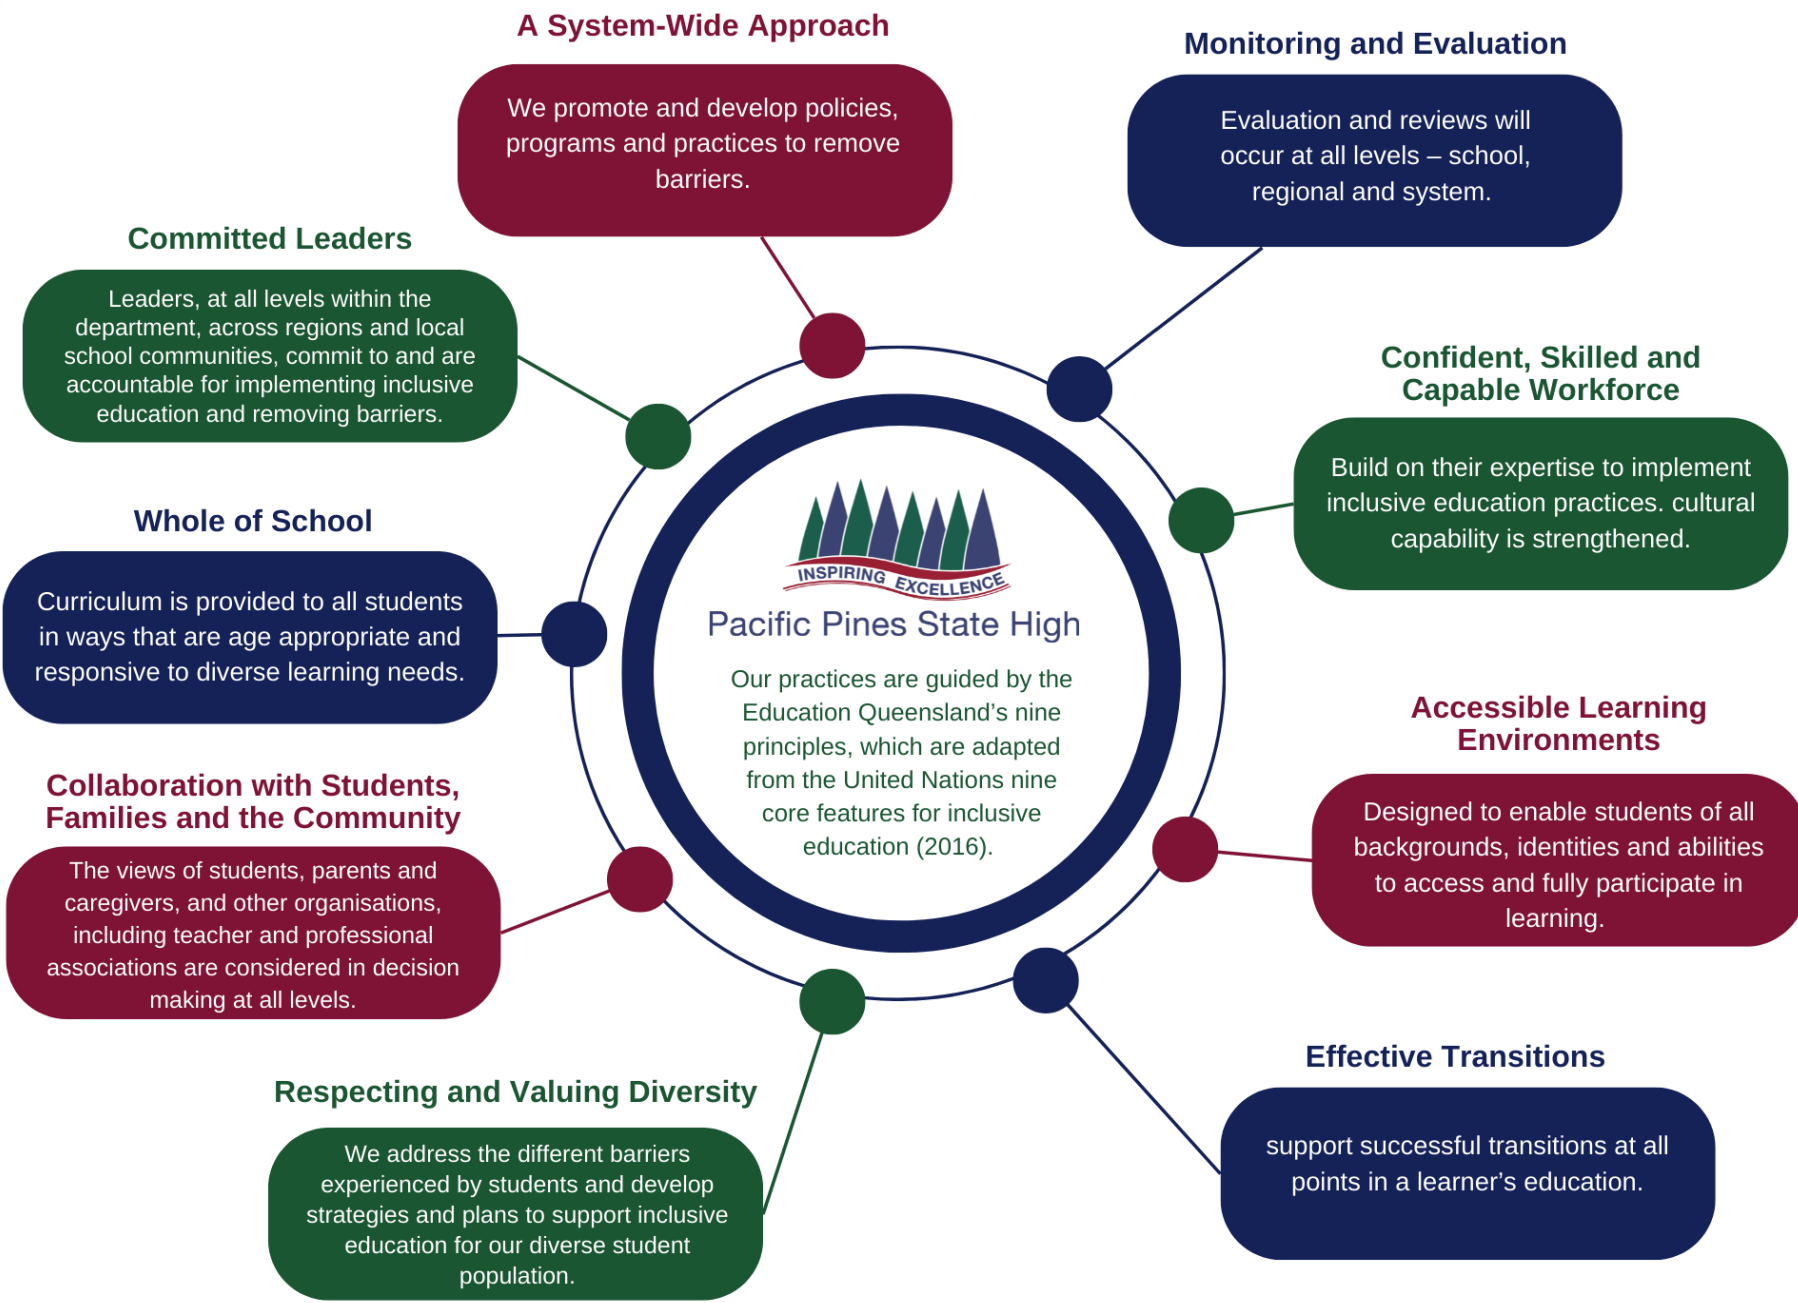 A System-Wide Approach
We promote and develop policies,
programs and practices to remove
barriers.
Monitoring and Evaluation
Evaluation and reviews will
occur at all levels – school,
regional and system.
Committed Leaders
Leaders, at all levels within the
department, across regions and local
school communities, commit to and are
accountable for implementing inclusive
education and removing barriers.
Confident, Skilled and
Capable Workforce
Build on their expertise to implement
inclusive education practices. cultural
capability is strengthened.
Whole of School
Curriculum is provided to all students
in ways that are age appropriate and
responsive to diverse learning needs.
INSPIRING EXCELLENCE
Pacific Pines State High
Our practices are guided by the
Education Queensland’s nine
principles, which are adapted
from the United Nations nine
core features for inclusive
education (2016).
Accessible Learning
Environments
Designed to enable students of all
backgrounds, identities and abilities
to access and fully participate in
learning.
Collaboration with Students,
Families and the Community
The views of students, parents and
caregivers, and other organisations,
including teacher and professional
associations are considered in decision
making at all levels.
Effective Transitions
support successful transitions at all
points in a learner’s education.
Respecting and Valuing Diversity
We address the different barriers
experienced by students and develop
strategies and plans to support inclusive
education for our diverse student
population.